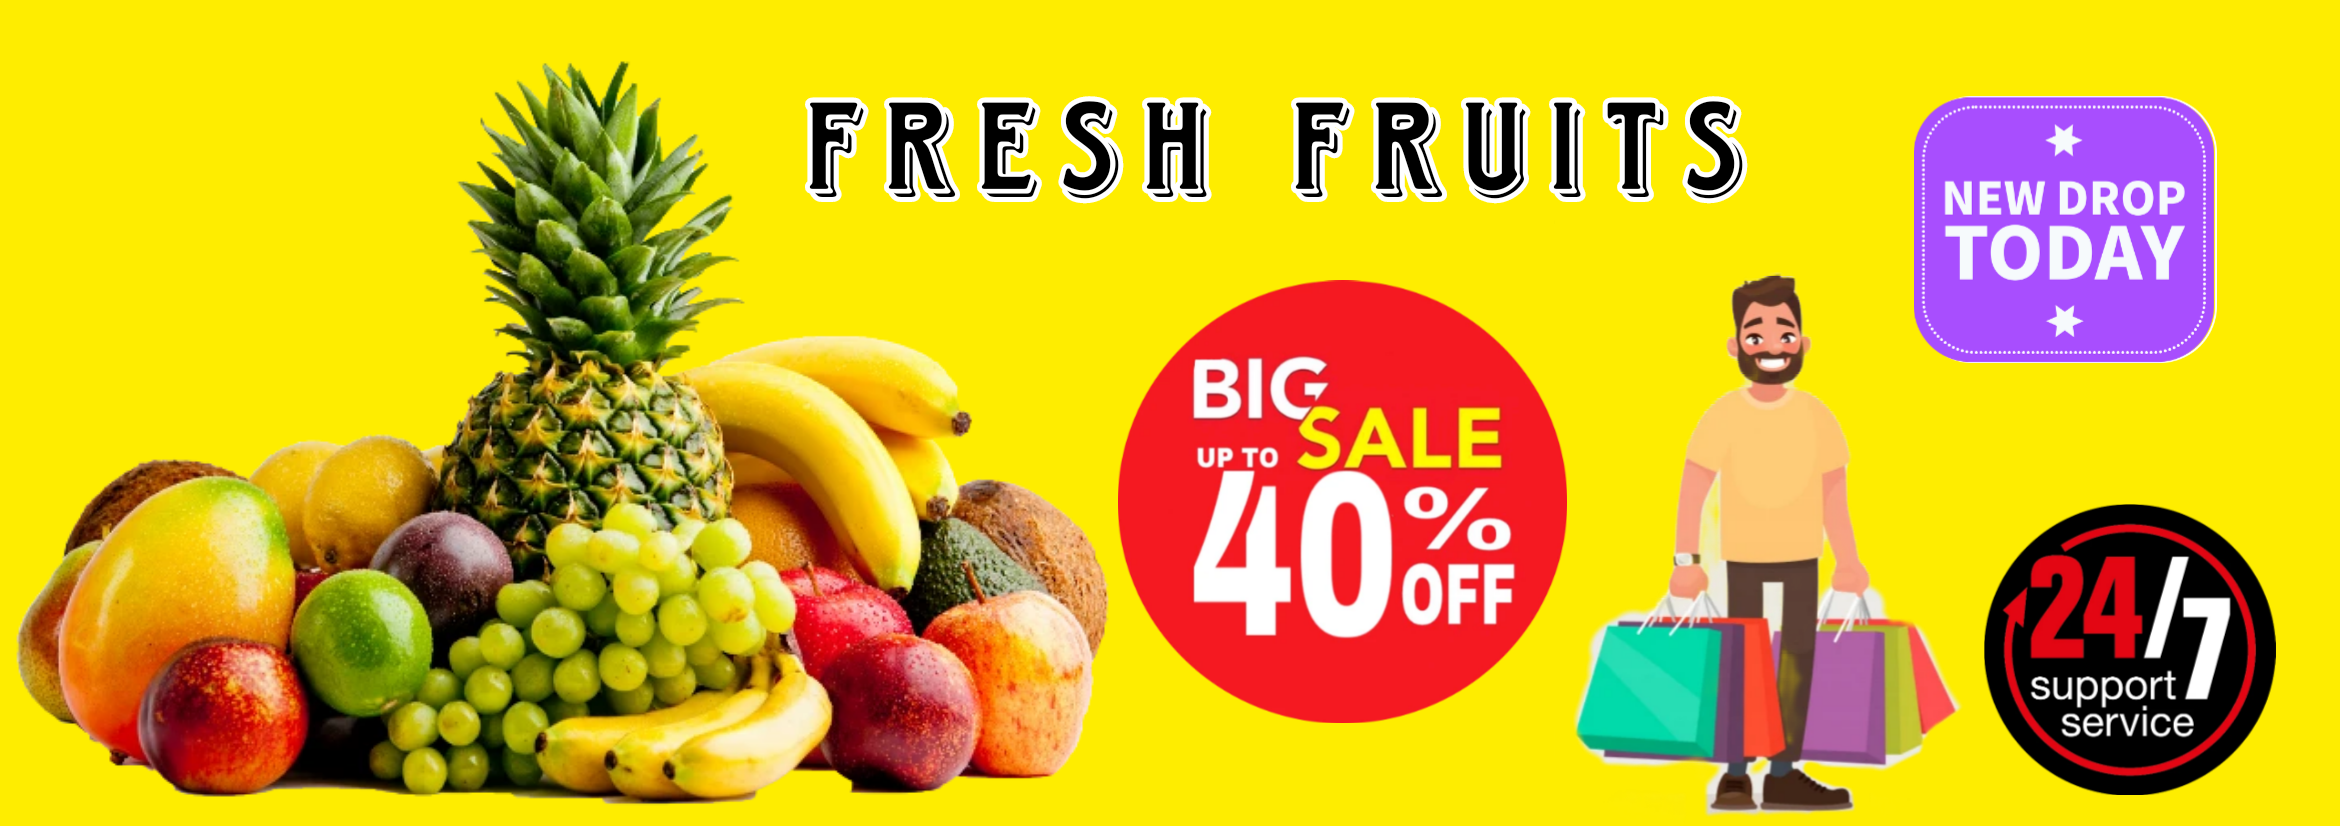 FRESH FRUITS
NEW DROP
TODAY
BIG
SALE
UP TO
40%
OFF
24/7
support
service